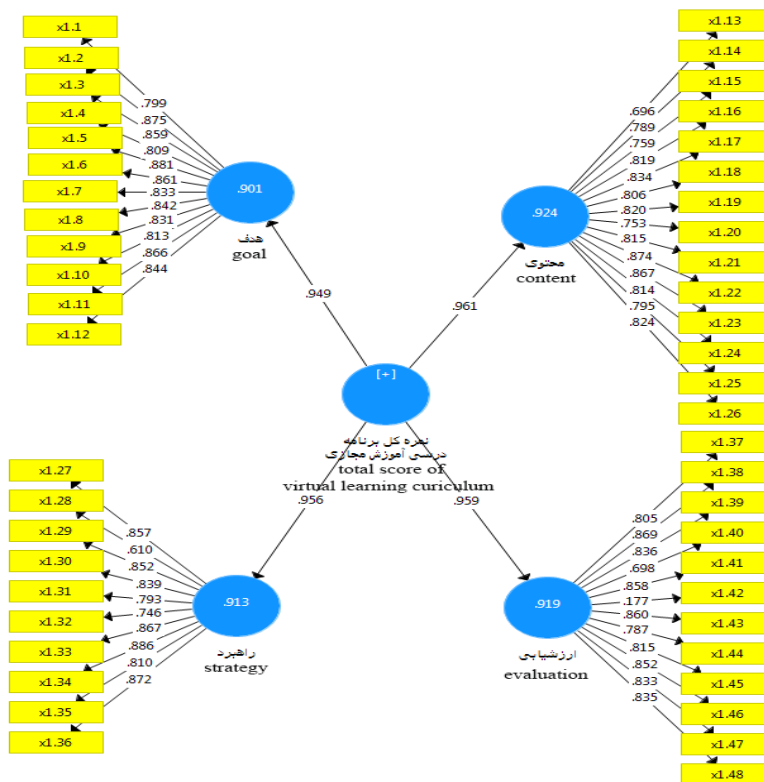 x1.1
x1.2
x1.3
x1.4
x1.5
x1.6
x1.7
x1.8
x1.9
x1.10
x1.11
x1.12
.799
.875
.859
.809
.881
.861
.833
.842
.831
.813
.866
.844
.901
هدف
goal
.949
x1.13
x1.14
x1.15
x1.16
x1.17
x1.18
x1.19
x1.20
x1.21
x1.22
x1.23
x1.24
x1.25
x1.26
.696
.789
.759
.819
.834
.806
.820
.753
.815
.874
.867
.814
.795
.824
.924
محتوی
content
.961
[+]
نمره کل برنامه
درسی آموزش مجازی
total score of
virtual learning curiculum
.956
.959
x1.27
x1.28
x1.29
x1.30
x1.31
x1.32
x1.33
x1.34
x1.35
x1.36
.857
.610
.852
.839
.793
.746
.867
.886
.810
.872
.913
راهبرد
strategy
x1.37
x1.38
x1.39
x1.40
x1.41
x1.42
x1.43
x1.44
x1.45
x1.46
x1.47
x1.48
.805
.869
.836
.698
.858
.177
.860
.787
.815
.852
.833
.835
.919
ارزشیابی
evaluation